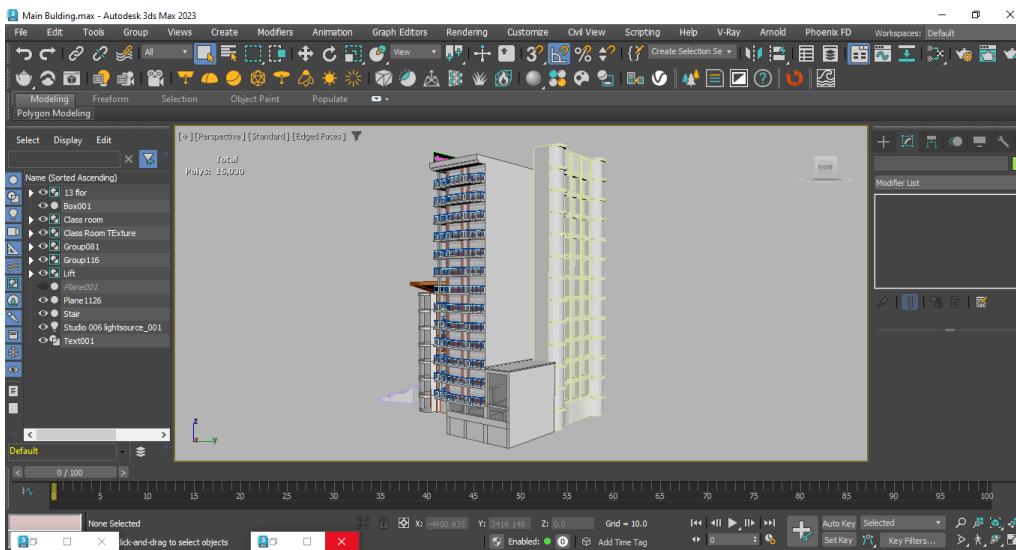 Main Bulding.max - Autodesk 3ds Max 2023
File Edit Tools Group Views Create Modifiers Animation Graph Editors Rendering Customize Civil View Scripting Help V-Ray Arnold Phoenix FD Workspaces: Default
All View Create Selection Se
Modeling Freeform Selection Object Paint Populate
Polygon Modeling
Select Display Edit
Name (Sorted Ascending)
13 flor
Box001
Class room
Class Room TExture
Group081
Group116
Lift
Plane001
Plane1126
Stair
Studio 006 lightsource_001
Text001
Default
[+] [Perspective] [Standard] [Edged Faces]
Total
Polys: 15,030
RIGHT
z
x y
Modifier List
0 / 100
0 5 10 15 20 25 30 35 40 45 50 55 60 65 70 75 80 85 90 95 100
None Selected X: -4950.935 Y: 3419.148 Z: 0.0 Grid = 10.0 Auto Key Selected
lick-and-drag to select objects Enabled: 0 Add Time Tag 0 Set Key Key Filters...